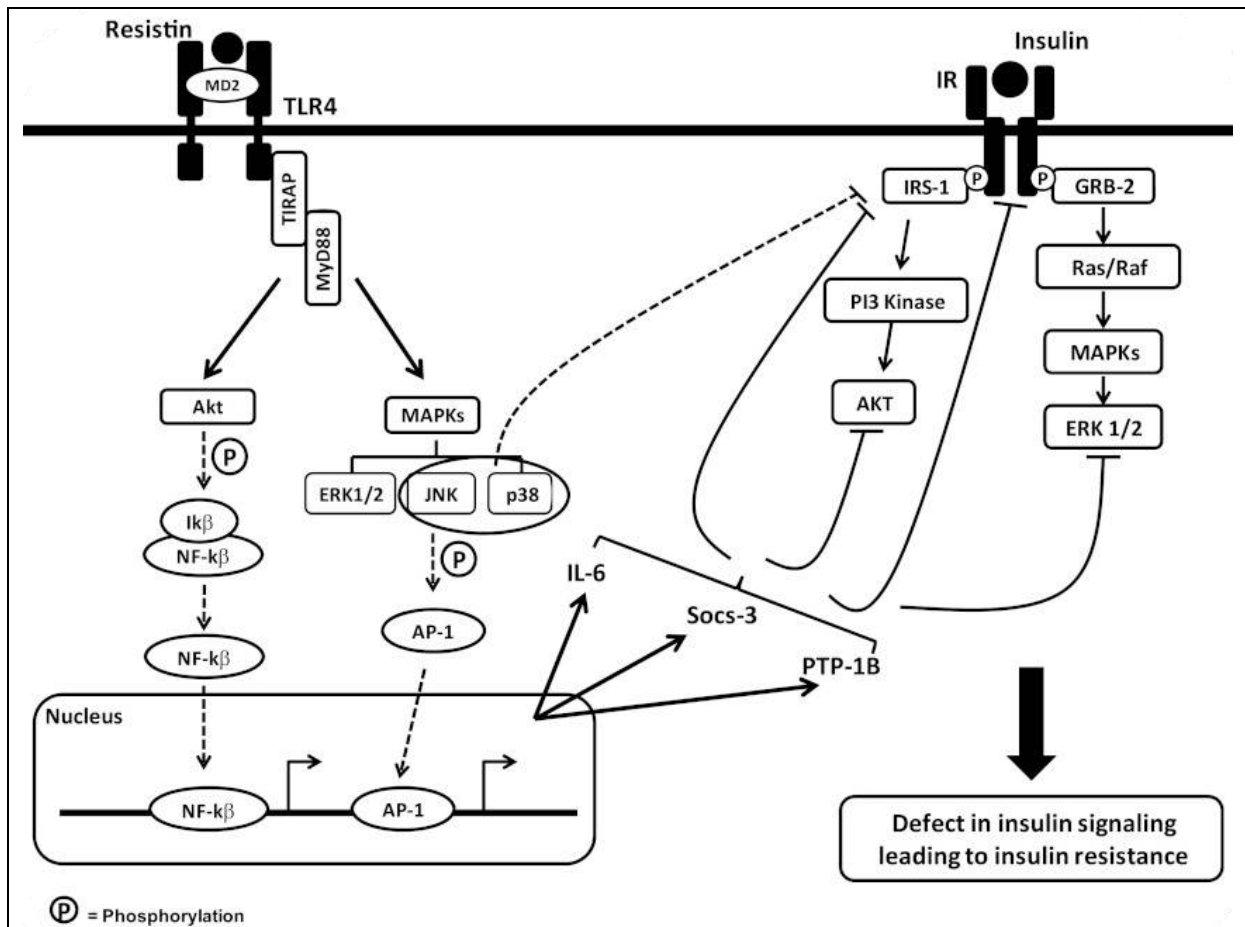 Resistin
MD2
TLR4
TIRAP
MyD88
Insulin
IR
IRS-1
P
P
GRB-2
PI3 Kinase
AKT
Ras/Raf
MAPKs
ERK 1/2
Akt
P
Ikβ
NF-kβ
NF-kβ
MAPKs
ERK1/2
JNK
p38
P
AP-1
IL-6
Socs-3
PTP-1B
Nucleus
NF-kβ
AP-1
Defect in insulin signaling
leading to insulin resistance
P = Phosphorylation